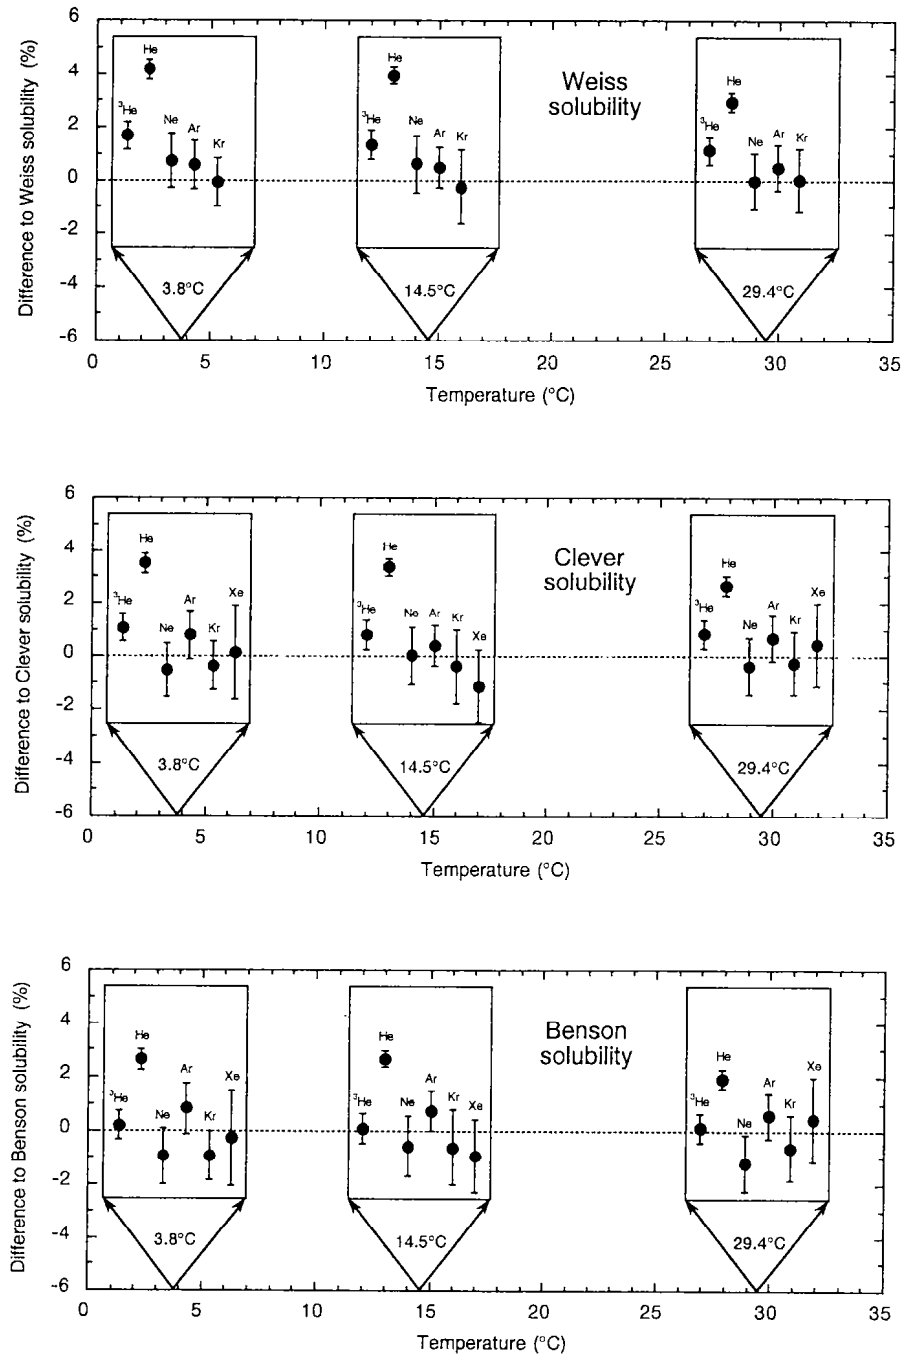 Difference to Weiss solubility (%)
6
4
2
0
-2
-4
-6
Weiss
solubility
He
³He
Ne
Ar
Kr
3.8°C
He
³He
Ne
Ar
Kr
14.5°C
He
³He
Ne
Ar
Kr
29.4°C
0 5 10 15 20 25 30 35
Temperature (°C)
Difference to Clever solubility (%)
6
4
2
0
-2
-4
-6
Clever
solubility
He
³He
Ne
Ar
Kr
Xe
3.8°C
He
³He
Ne
Ar
Kr
Xe
14.5°C
He
³He
Ne
Ar
Kr
Xe
29.4°C
0 5 10 15 20 25 30 35
Temperature (°C)
Difference to Benson solubility (%)
6
4
2
0
-2
-4
-6
Benson
solubility
He
³He
Ne
Ar
Kr
Xe
3.8°C
He
³He
Ne
Ar
Kr
Xe
14.5°C
He
³He
Ne
Ar
Kr
Xe
29.4°C
0 5 10 15 20 25 30 35
Temperature (°C)